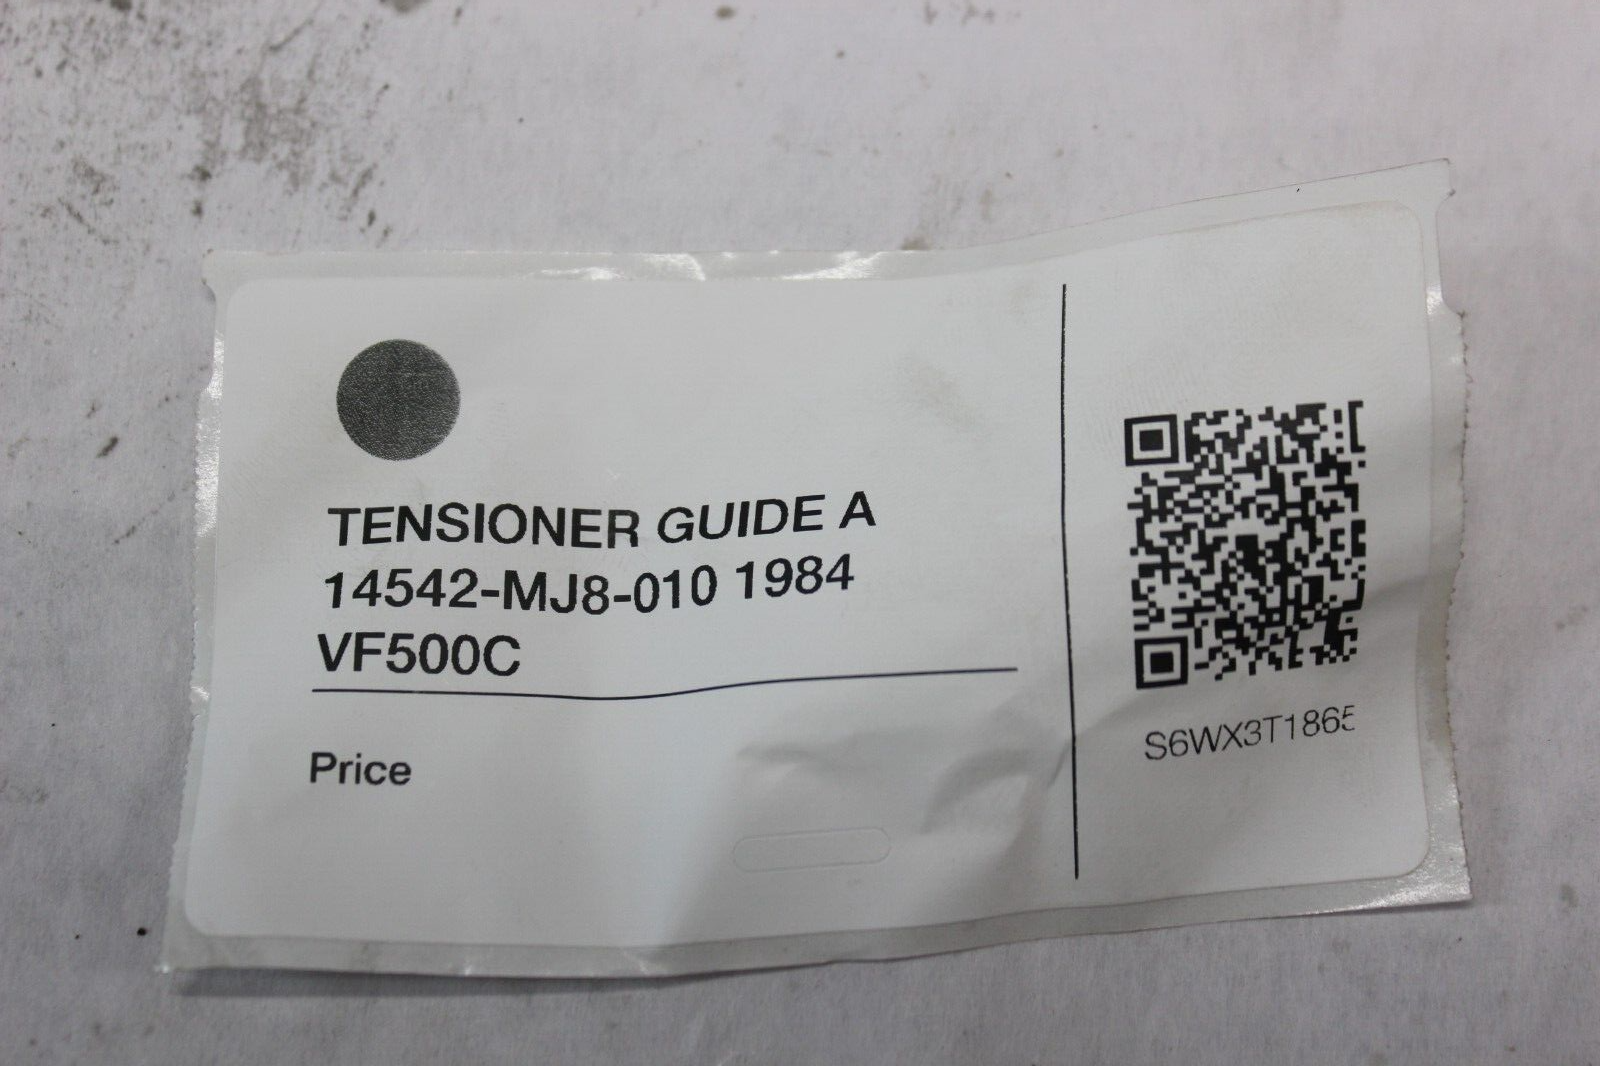 TENSIONER GUIDE A
14542-MJ8-010 1984
VF500C
Price
S6WX3T1865